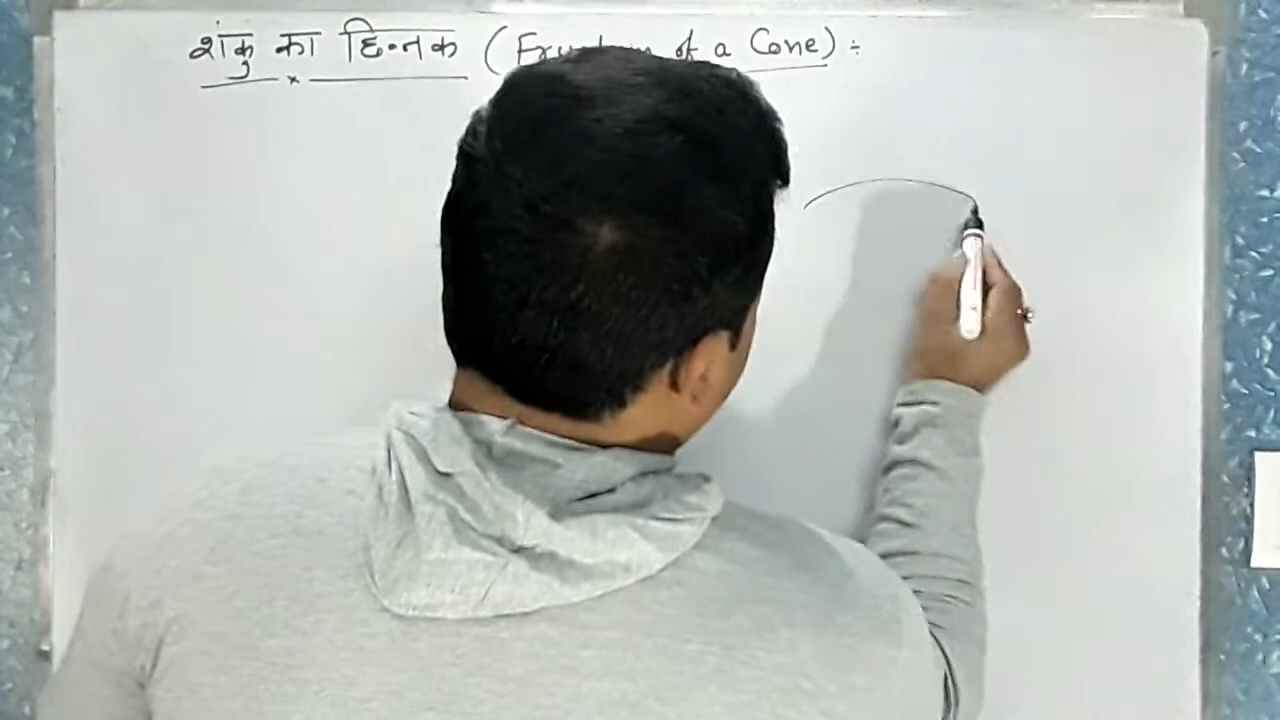 शंकु का छिन्नक ( of a Cone) ÷